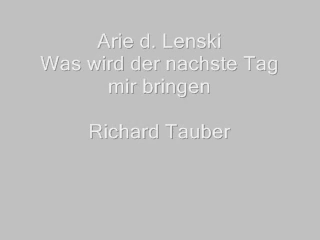 Arie d. Lenski
Was wird der nachste Tag
mir bringen
Richard Tauber